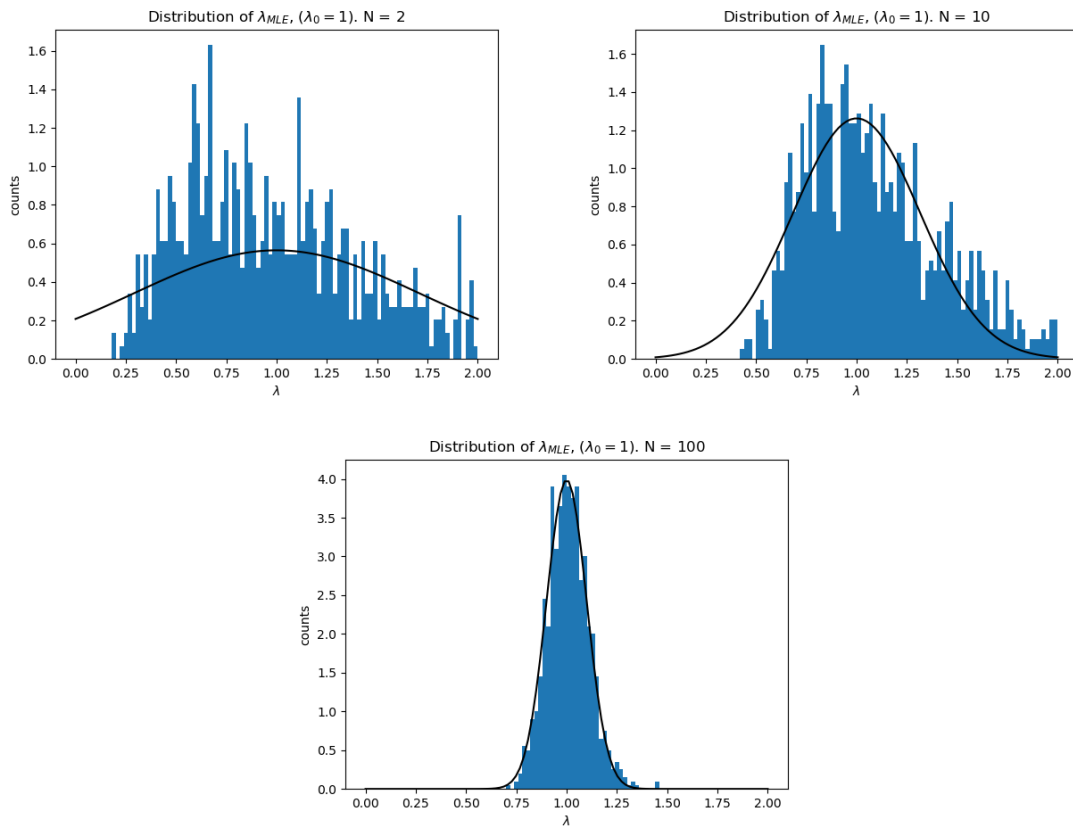 Distribution of λ_MLE, (λ₀ = 1). N = 2
counts
1.6
1.4
1.2
1.0
0.8
0.6
0.4
0.2
0.0
0.00 0.25 0.50 0.75 1.00 1.25 1.50 1.75 2.00
λ
Distribution of λ_MLE, (λ₀ = 1). N = 10
counts
1.6
1.4
1.2
1.0
0.8
0.6
0.4
0.2
0.0
0.00 0.25 0.50 0.75 1.00 1.25 1.50 1.75 2.00
λ
Distribution of λ_MLE, (λ₀ = 1). N = 100
counts
4.0
3.5
3.0
2.5
2.0
1.5
1.0
0.5
0.0
0.00 0.25 0.50 0.75 1.00 1.25 1.50 1.75 2.00
λ